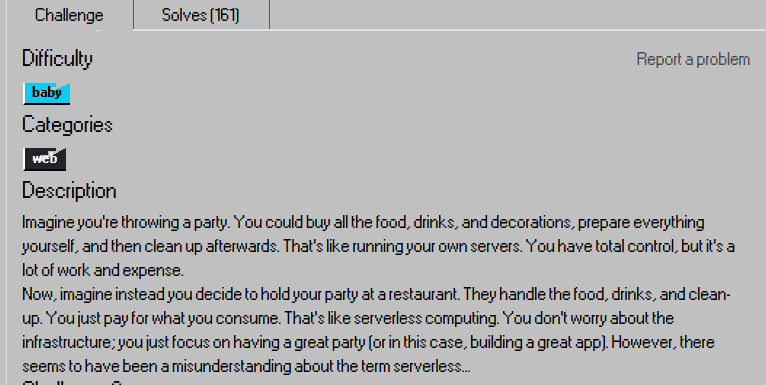 Challenge
Solves (161)
Difficulty
Report a problem
baby
Categories
web
Description
Imagine you're throwing a party. You could buy all the food, drinks, and decorations, prepare everything
yourself, and then clean up afterwards. That's like running your own servers. You have total control, but it's a
lot of work and expense.
Now, imagine instead you decide to hold your party at a restaurant. They handle the food, drinks, and clean-
up. You just pay for what you consume. That's like serverless computing. You don't worry about the
infrastructure; you just focus on having a great party (or in this case, building a great app). However, there
seems to have been a misunderstanding about the term serverless...